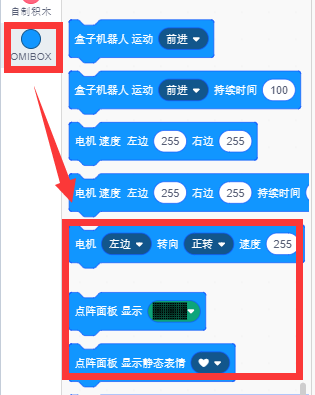 自制积木
OMIBOX
盒子机器人 运动 前进
盒子机器人 运动 前进 持续时间 100
电机 速度 左边 255 右边 255
电机 速度 左边 255 右边 255 持续时间
电机 左边 转向 正转 速度 255
点阵面板 显示
点阵面板 显示静态表情